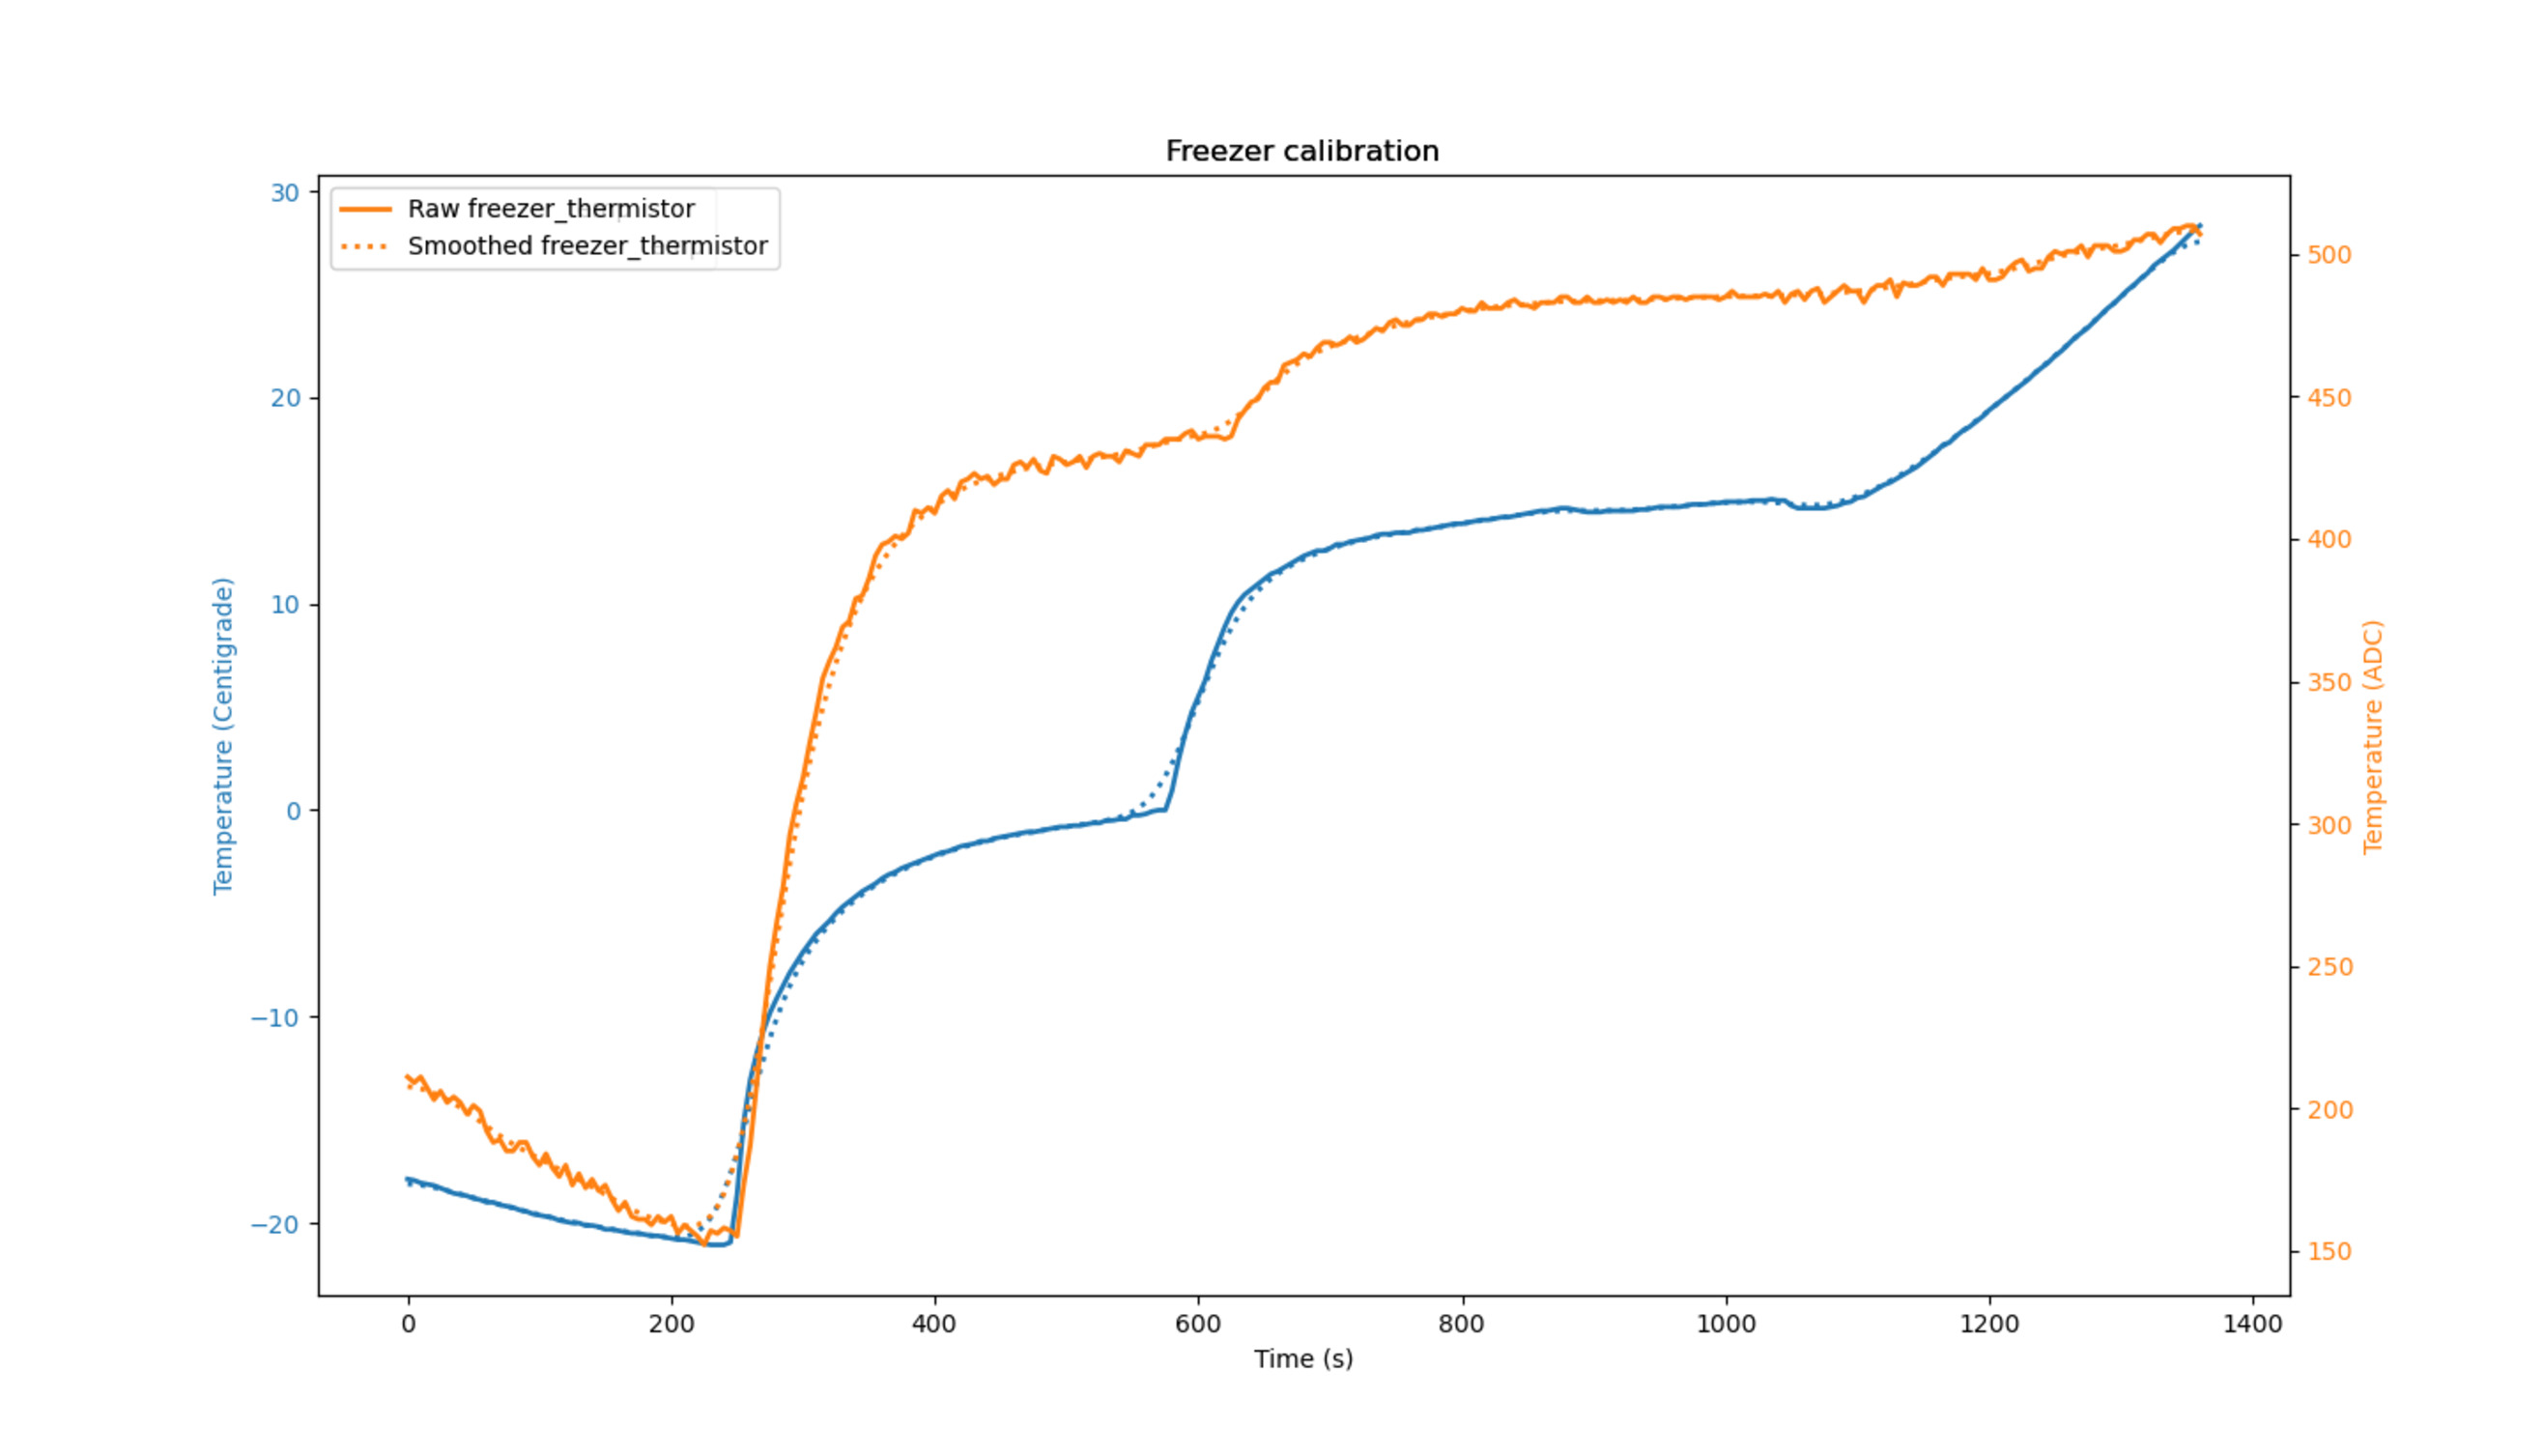 Freezer calibration
Raw freezer_thermistor
Smoothed freezer_thermistor
30
20
10
0
−10
−20
Temperature (Centigrade)
500
450
400
350
300
250
200
150
Temperature (ADC)
0 200 400 600 800 1000 1200 1400
Time (s)